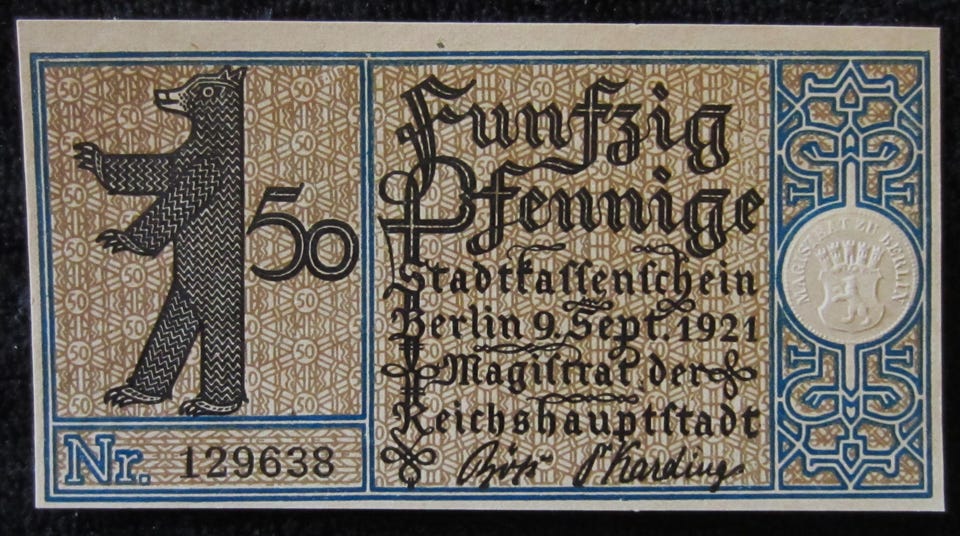 50
Funfzig
Pfennige
Stadtkassenschein
Berlin 9. Sept. 1921
Magistrat der
Reichshauptstadt
Nr. 129638
MAGISTRAT ZU BERLIN